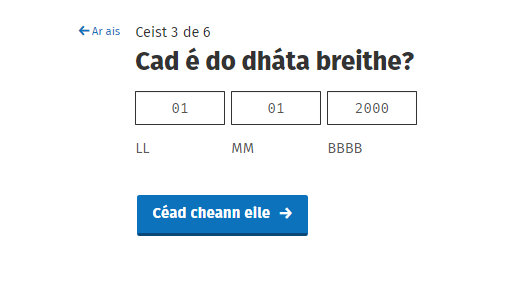 Ar ais
Ceist 3 de 6
Cad é do dháta breithe?
01 01 2000
LL MM BBBB
Céad cheann eile